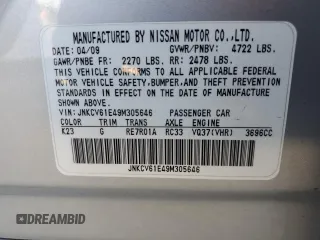 MANUFACTURED BY NISSAN MOTOR CO.,LTD.
DATE: 04/09 GVWR/PNBV: 4722 LBS.
GAWR/PNBE FR: 2270 LBS. RR: 2478 LBS.
THIS VEHICLE CONFORMS TO ALL APPLICABLE FEDERAL
MOTOR VEHICLE SAFETY,BUMPER, AND THEFT
PREVENTION STANDARDS IN EFFECT ON THE DATE OF
MANUFACTURE SHOWN ABOVE.
VIN: JNKCV61E49M305646 PASSENGER CAR
COLOR TRIM TRANS AXLE ENGINE
K23 G RE7R01A RC33 VQ37(VHR) 3696CC
JNKCV61E49M305646
AUTOBIDMASTER